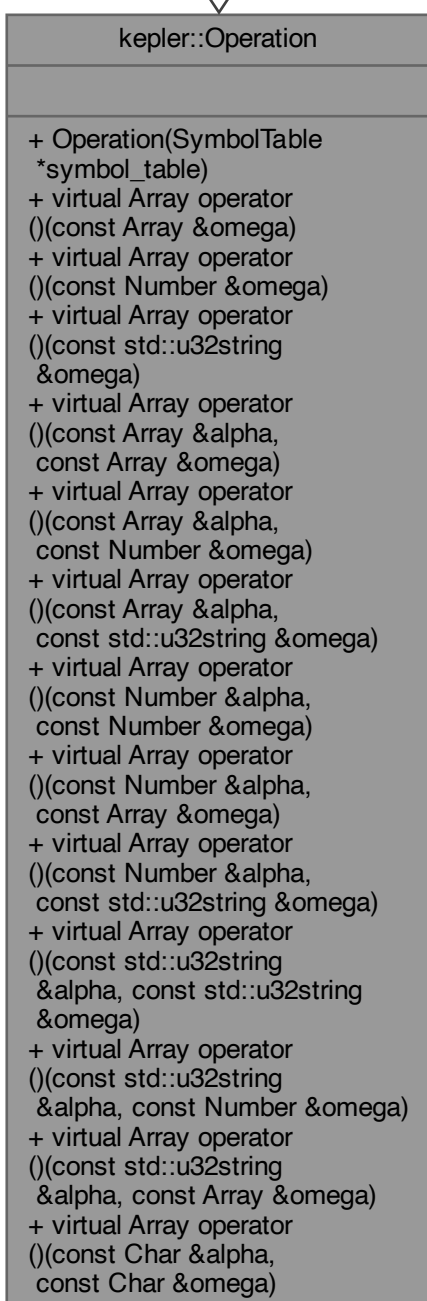 kepler::Operation
+ Operation(SymbolTable
*symbol_table)
+ virtual Array operator
()(const Array &omega)
+ virtual Array operator
()(const Number &omega)
+ virtual Array operator
()(const std::u32string
&omega)
+ virtual Array operator
()(const Array &alpha,
const Array &omega)
+ virtual Array operator
()(const Array &alpha,
const Number &omega)
+ virtual Array operator
()(const Array &alpha,
const std::u32string &omega)
+ virtual Array operator
()(const Number &alpha,
const Number &omega)
+ virtual Array operator
()(const Number &alpha,
const Array &omega)
+ virtual Array operator
()(const Number &alpha,
const std::u32string &omega)
+ virtual Array operator
()(const std::u32string
&alpha, const std::u32string
&omega)
+ virtual Array operator
()(const std::u32string
&alpha, const Number &omega)
+ virtual Array operator
()(const std::u32string
&alpha, const Array &omega)
+ virtual Array operator
()(const Char &alpha,
const Char &omega)